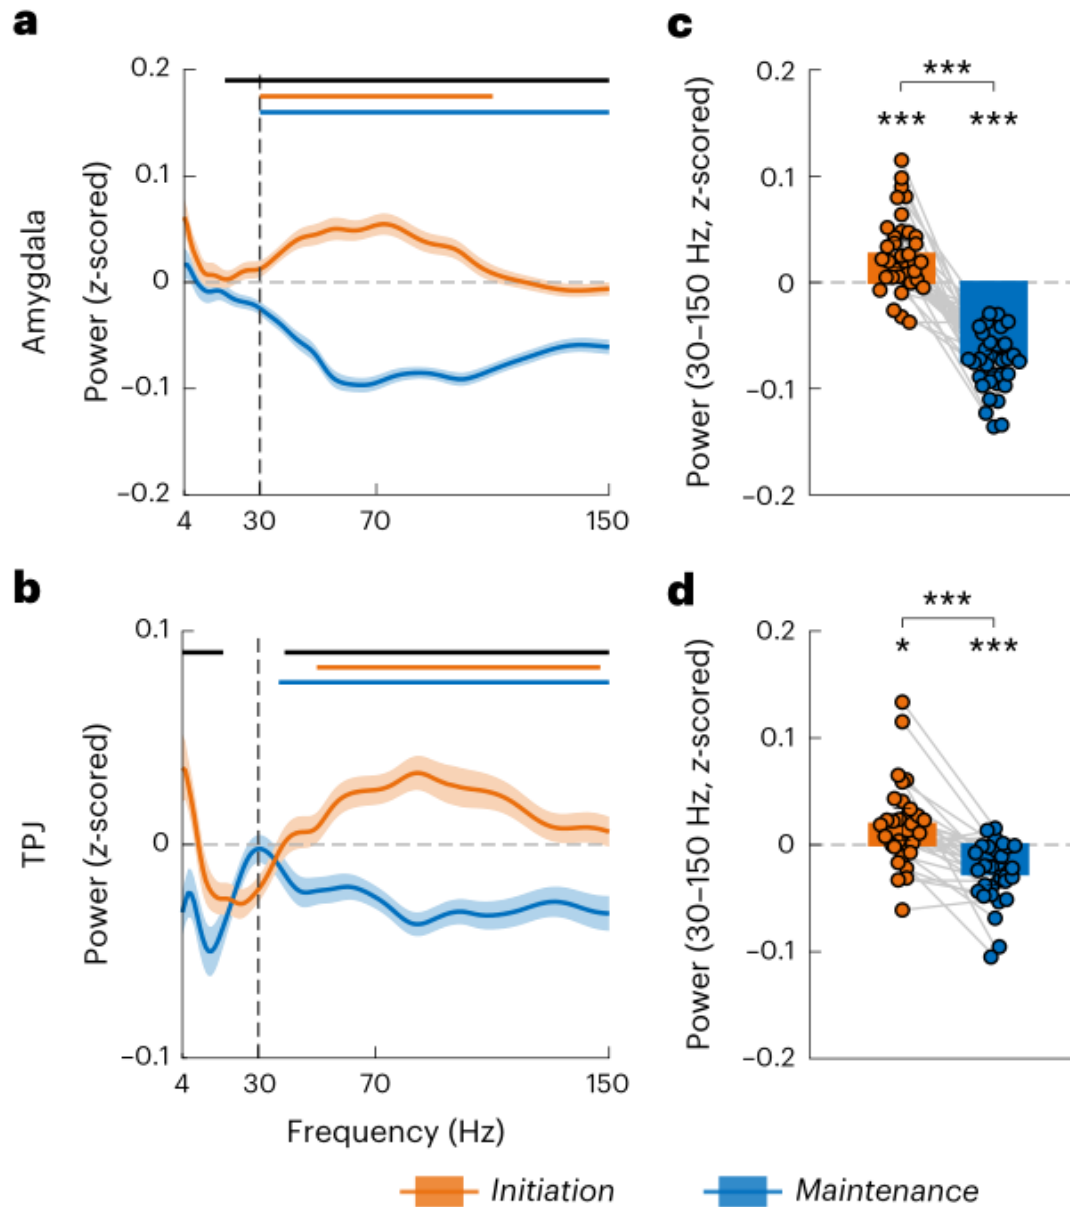 a
0.2
0.1
0
−0.1
−0.2
Amygdala
Power (z-scored)
4
30
70
150
c
0.2
0.1
0
−0.1
−0.2
Power (30–150 Hz, z-scored)
***
***
***
b
0.1
0
−0.1
TPJ
Power (z-scored)
4
30
70
150
Frequency (Hz)
d
0.2
0.1
0
−0.1
−0.2
Power (30–150 Hz, z-scored)
***
*
***
Initiation
Maintenance